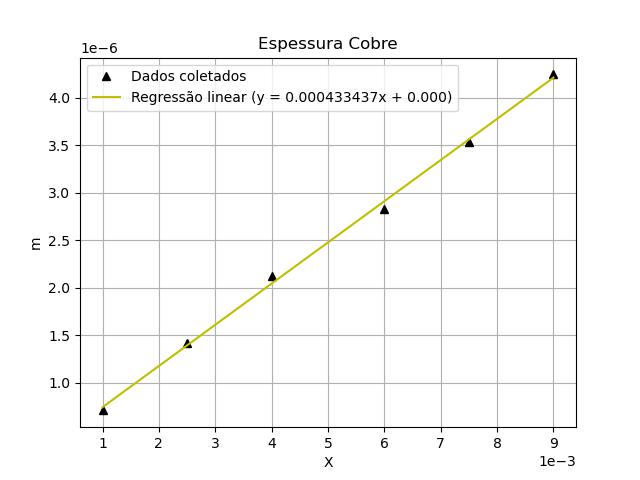 Espessura Cobre
1e−6
Dados coletados
Regressão linear (y = 0.000433437x + 0.000)
4.0
3.5
3.0
2.5
2.0
1.5
1.0
m
1 2 3 4 5 6 7 8 9
1e−3
X